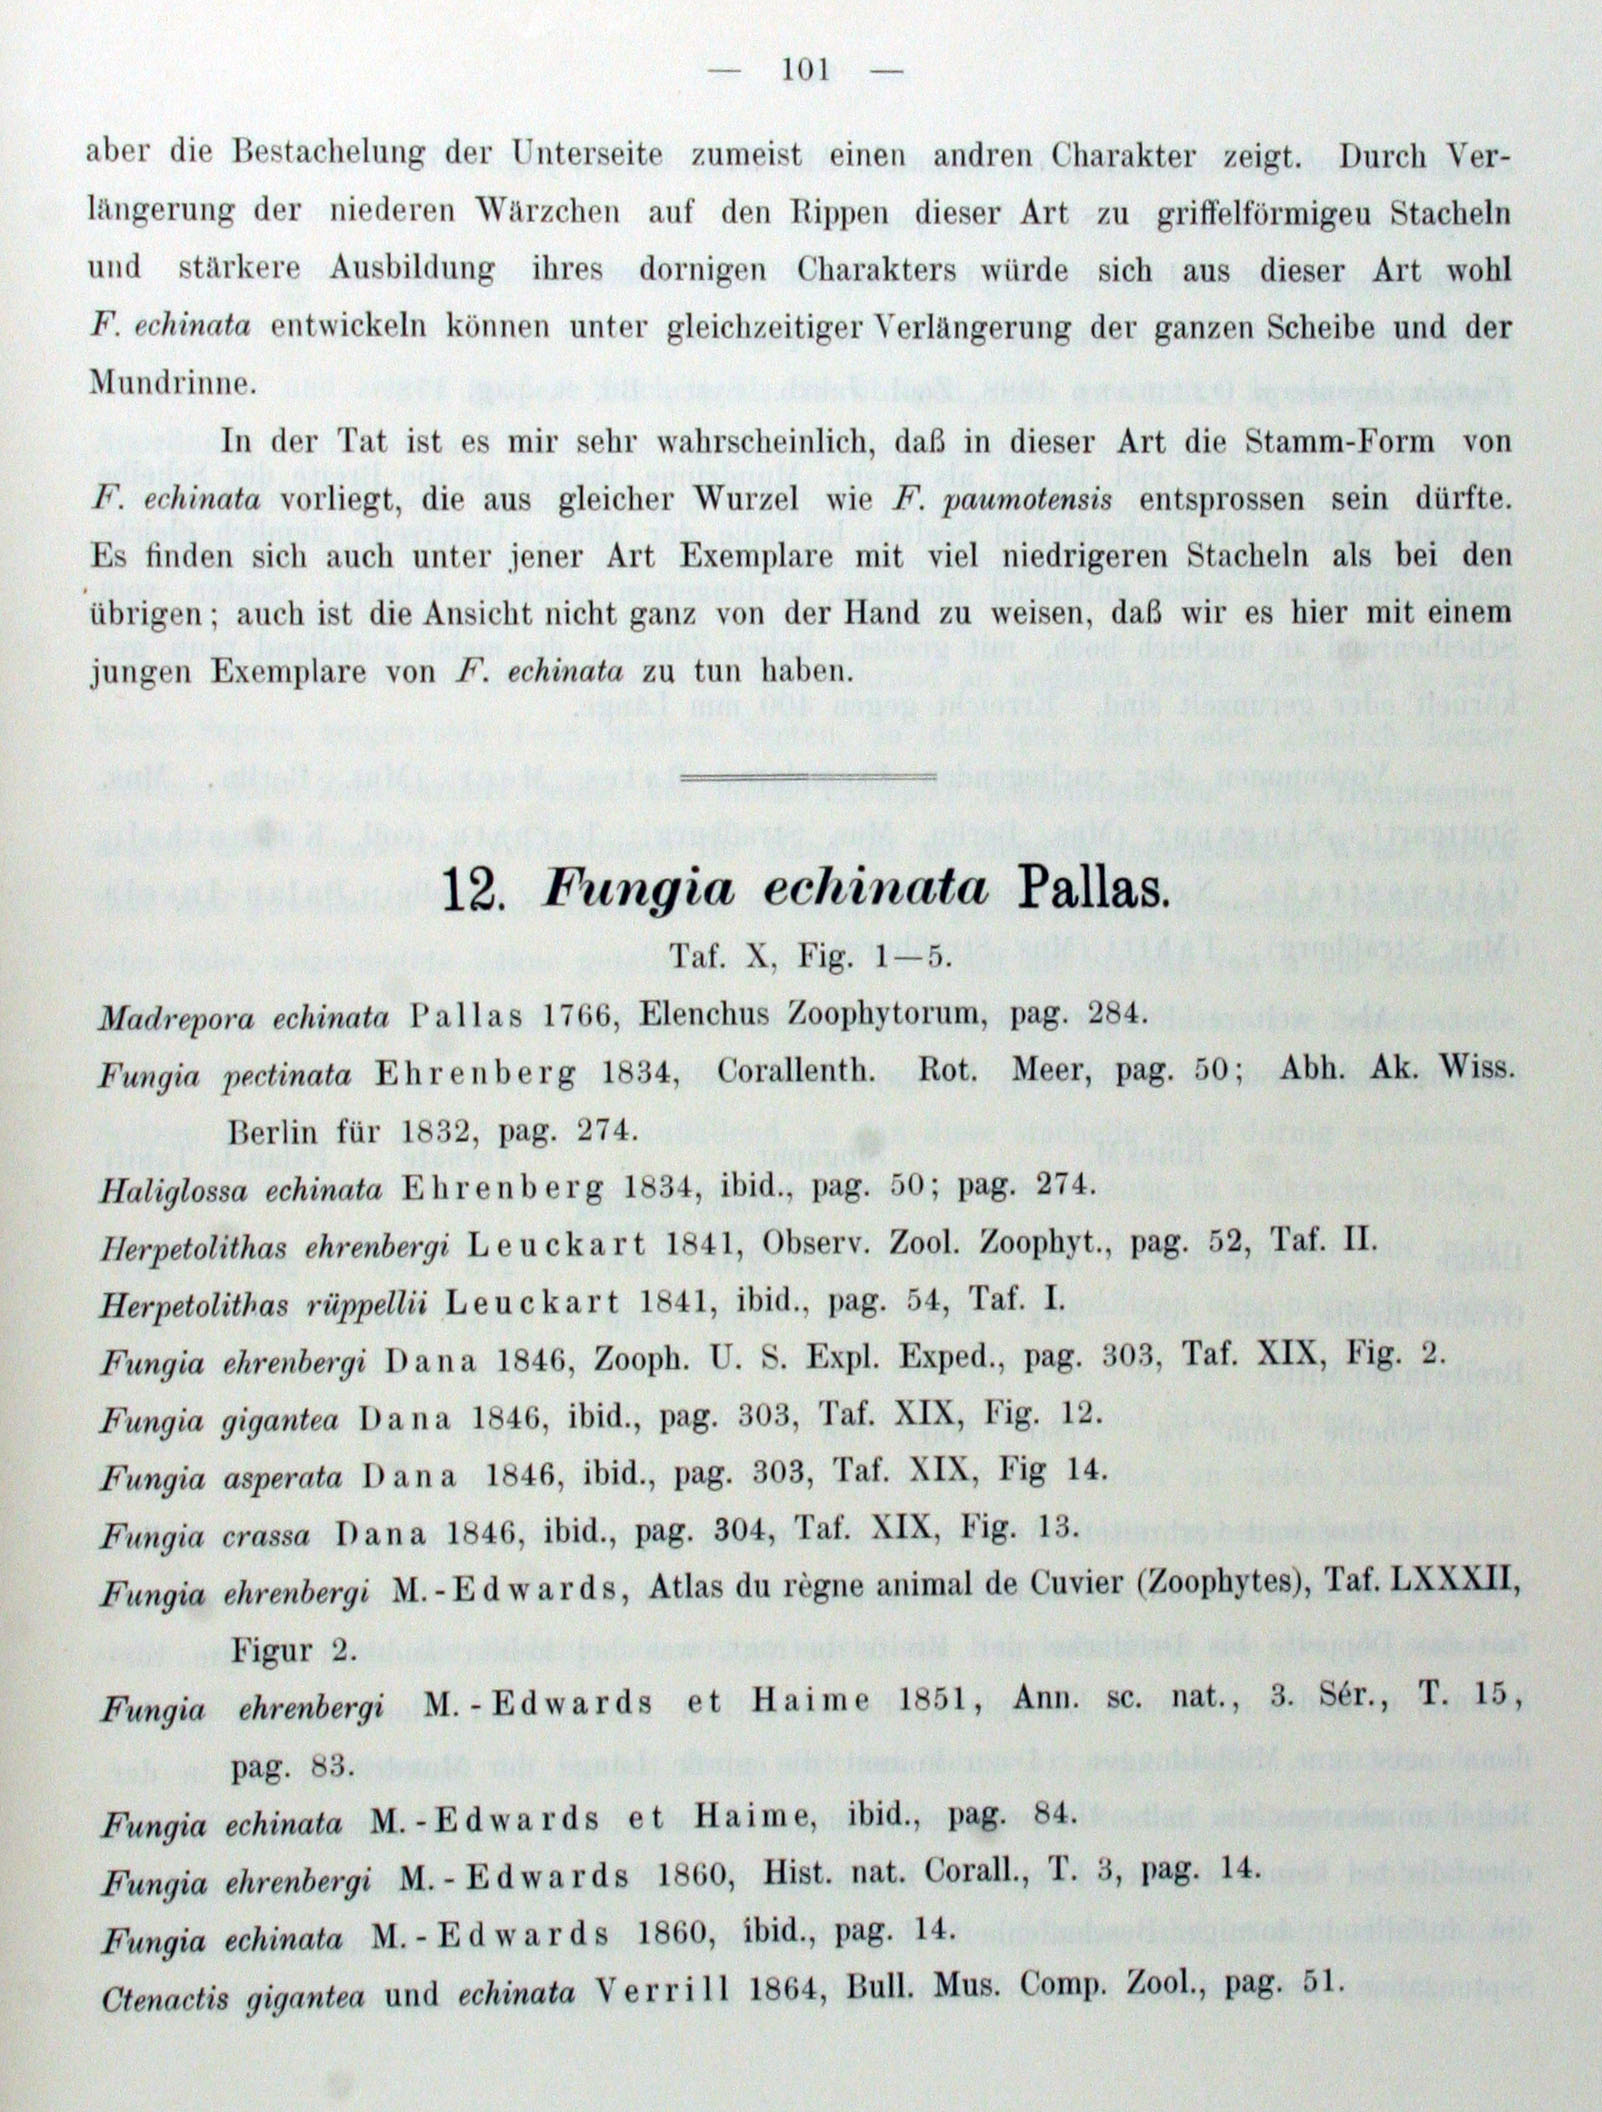 — 101 —
aber die Bestachelung der Unterseite zumeist einen andren Charakter zeigt. Durch Ver-
längerung der niederen Wärzchen auf den Rippen dieser Art zu griffelförmigeu Stacheln
und stärkere Ausbildung ihres dornigen Charakters würde sich aus dieser Art wohl
F. echinata entwickeln können unter gleichzeitiger Verlängerung der ganzen Scheibe und der
Mundrinne.
In der Tat ist es mir sehr wahrscheinlich, daß in dieser Art die Stamm-Form von
F. echinata vorliegt, die aus gleicher Wurzel wie F. paumotensis entsprossen sein dürfte.
Es finden sich auch unter jener Art Exemplare mit viel niedrigeren Stacheln als bei den
übrigen; auch ist die Ansicht nicht ganz von der Hand zu weisen, daß wir es hier mit einem
jungen Exemplare von F. echinata zu tun haben.
12. Fungia echinata Pallas.
Taf. X, Fig. 1—5.
Madrepora echinata Pallas 1766, Elenchus Zoophytorum, pag. 284.
Fungia pectinata Ehrenberg 1834, Corallenth. Rot. Meer, pag. 50; Abh. Ak. Wiss.
Berlin für 1832, pag. 274.
Haliglossa echinata Ehrenberg 1834, ibid., pag. 50; pag. 274.
Herpetolithas ehrenbergi Leuckart 1841, Observ. Zool. Zoophyt., pag. 52, Taf. II.
Herpetolithas rüppellii Leuckart 1841, ibid., pag. 54, Taf. I.
Fungia ehrenbergi Dana 1846, Zooph. U. S. Expl. Exped., pag. 303, Taf. XIX, Fig. 2.
Fungia gigantea Dana 1846, ibid., pag. 303, Taf. XIX, Fig. 12.
Fungia asperata Dana 1846, ibid., pag. 303, Taf. XIX, Fig 14.
Fungia crassa Dana 1846, ibid., pag. 304, Taf. XIX, Fig. 13.
Fungia ehrenbergi M.-Edwards, Atlas du règne animal de Cuvier (Zoophytes), Taf. LXXXII,
Figur 2.
Fungia ehrenbergi M.-Edwards et Haime 1851, Ann. sc. nat., 3. Sér., T. 15,
pag. 83.
Fungia echinata M.-Edwards et Haime, ibid., pag. 84.
Fungia ehrenbergi M.-Edwards 1860, Hist. nat. Corall., T. 3, pag. 14.
Fungia echinata M.-Edwards 1860, ibid., pag. 14.
Ctenactis gigantea und echinata Verrill 1864, Bull. Mus. Comp. Zool., pag. 51.